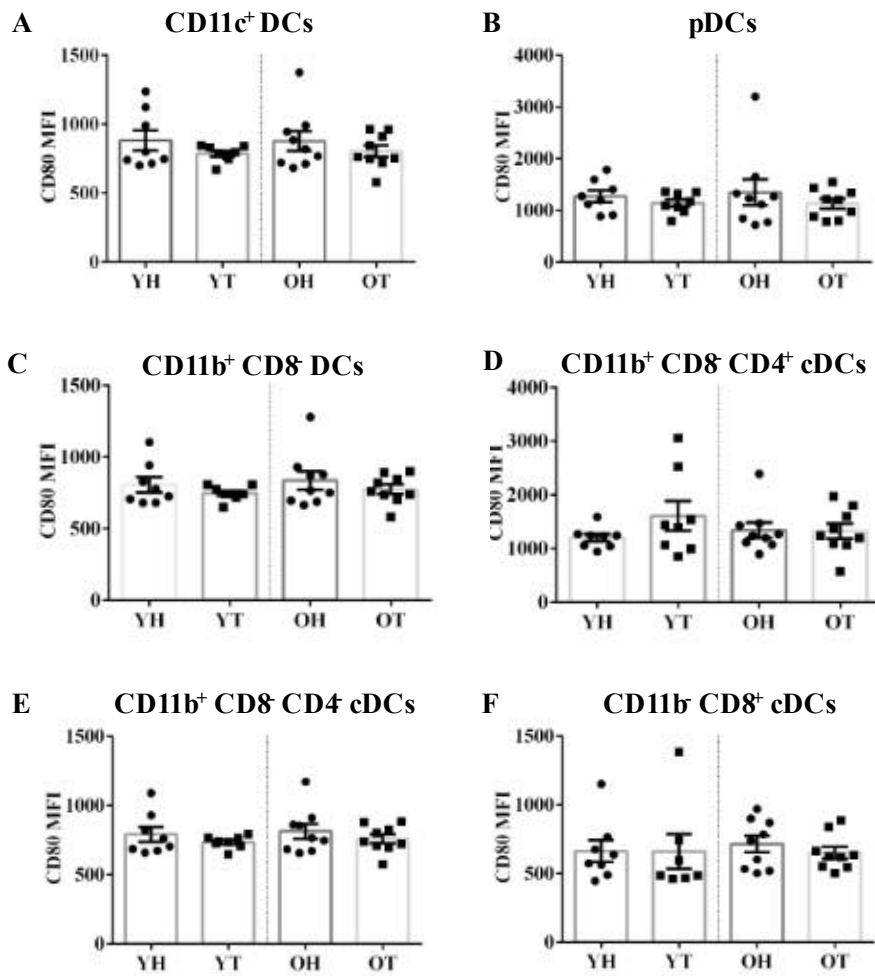 A CD11c⁺ DCs
1500
1000
500
0
CD80 MFI
YH YT OH OT
B pDCs
4000
3000
2000
1000
0
CD80 MFI
YH YT OH OT
C CD11b⁺ CD8⁻ DCs
1500
1000
500
0
CD80 MFI
YH YT OH OT
D CD11b⁺ CD8⁻ CD4⁺ cDCs
4000
3000
2000
1000
0
CD80 MFI
YH YT OH OT
E CD11b⁺ CD8⁻ CD4⁻ cDCs
1500
1000
500
0
CD80 MFI
YH YT OH OT
F CD11b⁻ CD8⁺ cDCs
1500
1000
500
0
CD80 MFI
YH YT OH OT